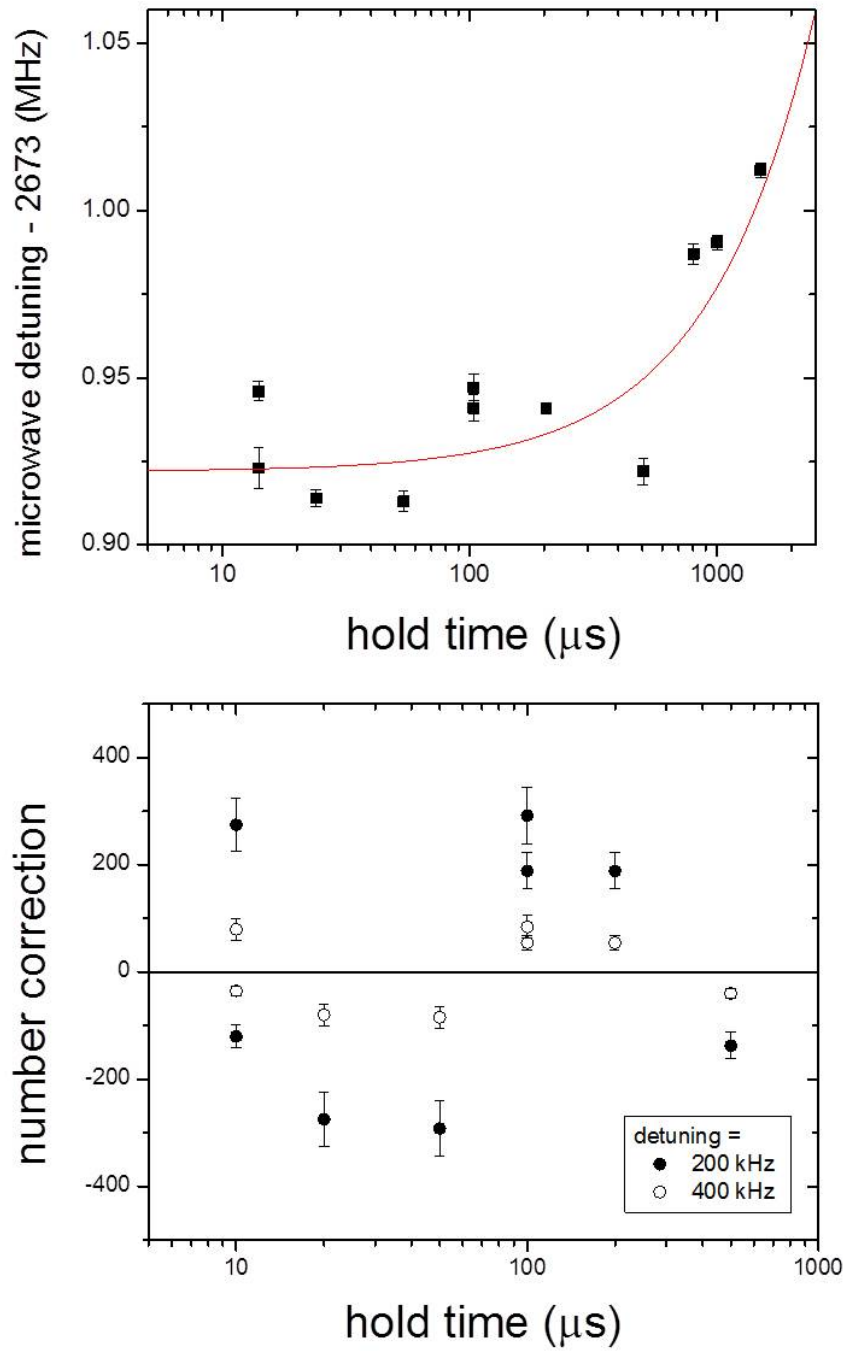 1.05
1.00
0.95
0.90
microwave detuning - 2673 (MHz)
10
100
1000
hold time (μs)
400
200
0
-200
-400
number correction
detuning =
200 kHz
400 kHz
10
100
1000
hold time (μs)